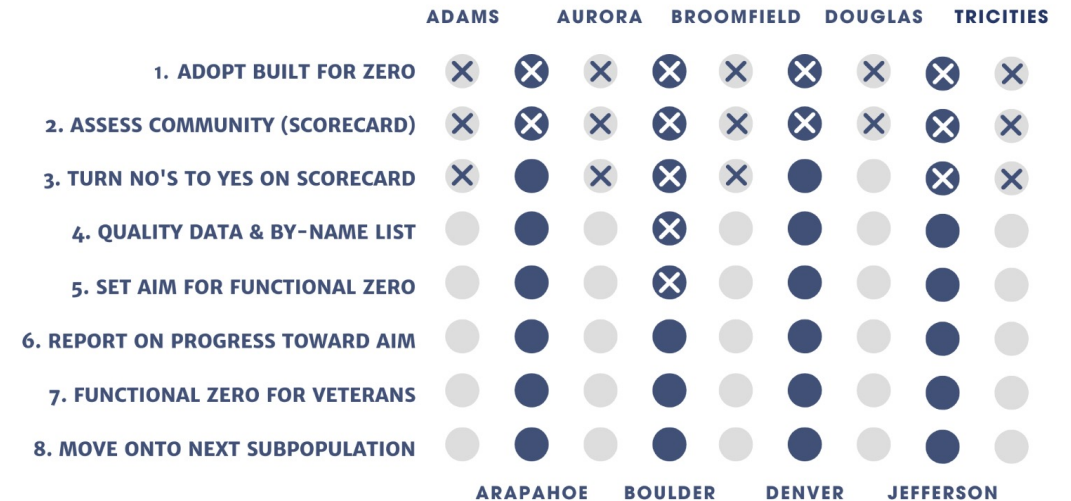 ADAMS AURORA BROOMFIELD DOUGLAS TRICITIES
1. ADOPT BUILT FOR ZERO
2. ASSESS COMMUNITY (SCORECARD)
3. TURN NO'S TO YES ON SCORECARD
4. QUALITY DATA & BY-NAME LIST
5. SET AIM FOR FUNCTIONAL ZERO
6. REPORT ON PROGRESS TOWARD AIM
7. FUNCTIONAL ZERO FOR VETERANS
8. MOVE ONTO NEXT SUBPOPULATION
ARAPAHOE BOULDER DENVER JEFFERSON